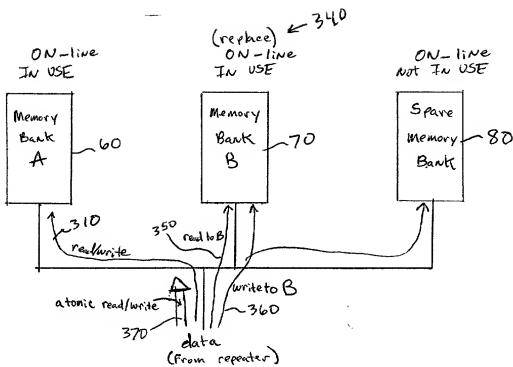 340
(replace)
ON-line
IN USE
ON-line
IN USE
ON-line
not IN USE
Memory
Bank
A
60
Memory
Bank
B
70
Spare
memory
Bank
80
310
read/write
350
read to B
write to B
atomic read/write
370
360
data
(from repeater)